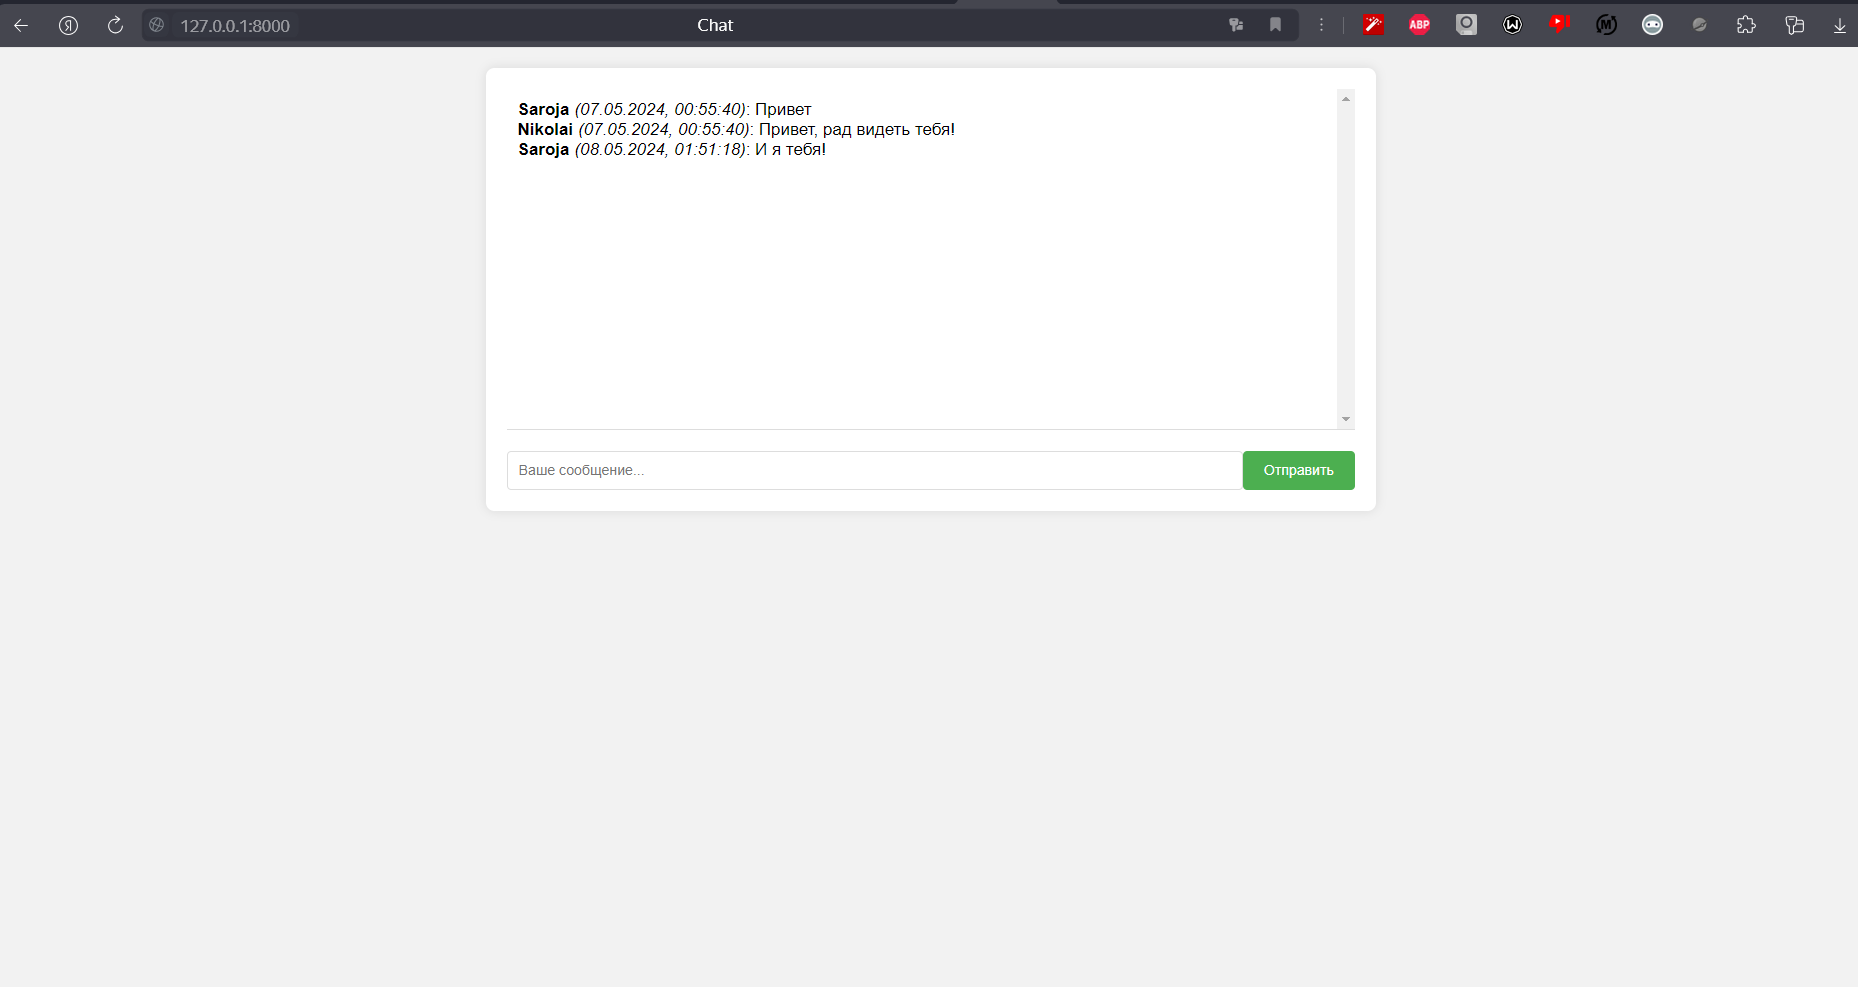 127.0.0.1:8000
Chat
ABP
Saroja (07.05.2024, 00:55:40): Привет
Nikolai (07.05.2024, 00:55:40): Привет, рад видеть тебя!
Saroja (08.05.2024, 01:51:18): И я тебя!
Ваше сообщение...
Отправить